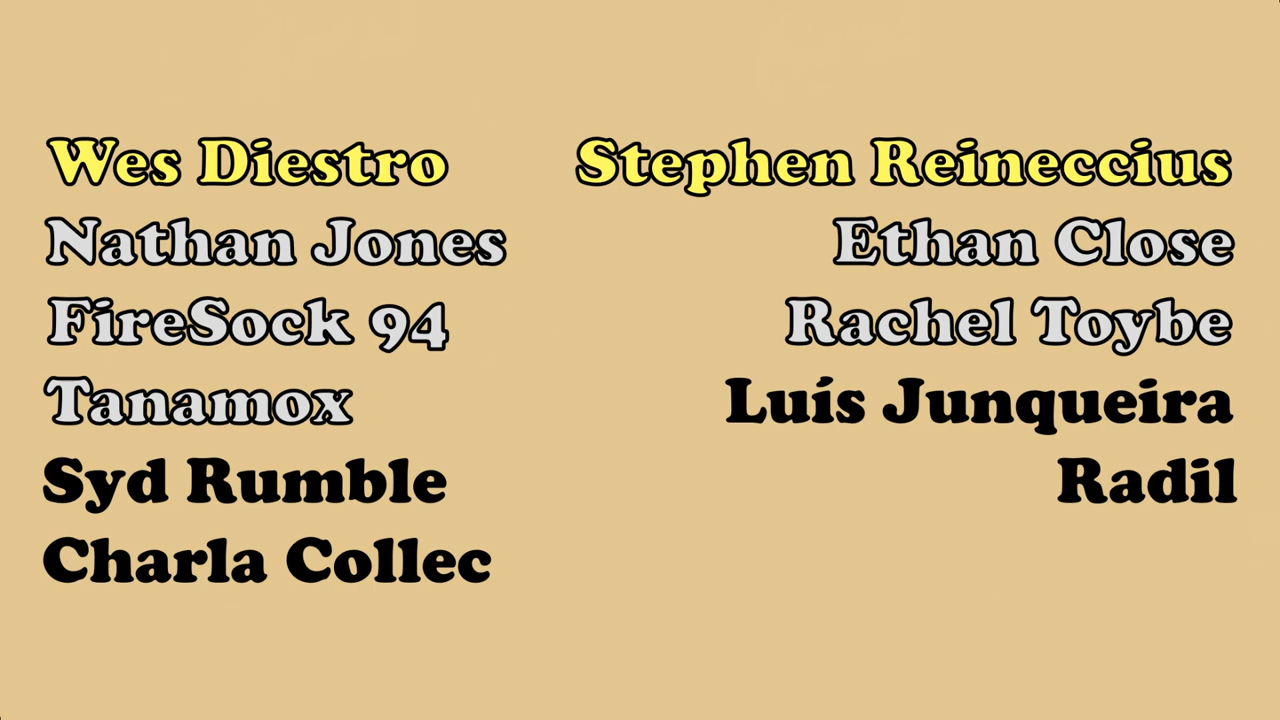 Wes Diestro
Nathan Jones
FireSock 94
Tanamox
Syd Rumble
Charla Collec
Stephen Reineccius
Ethan Close
Rachel Toybe
Luís Junqueira
Radil